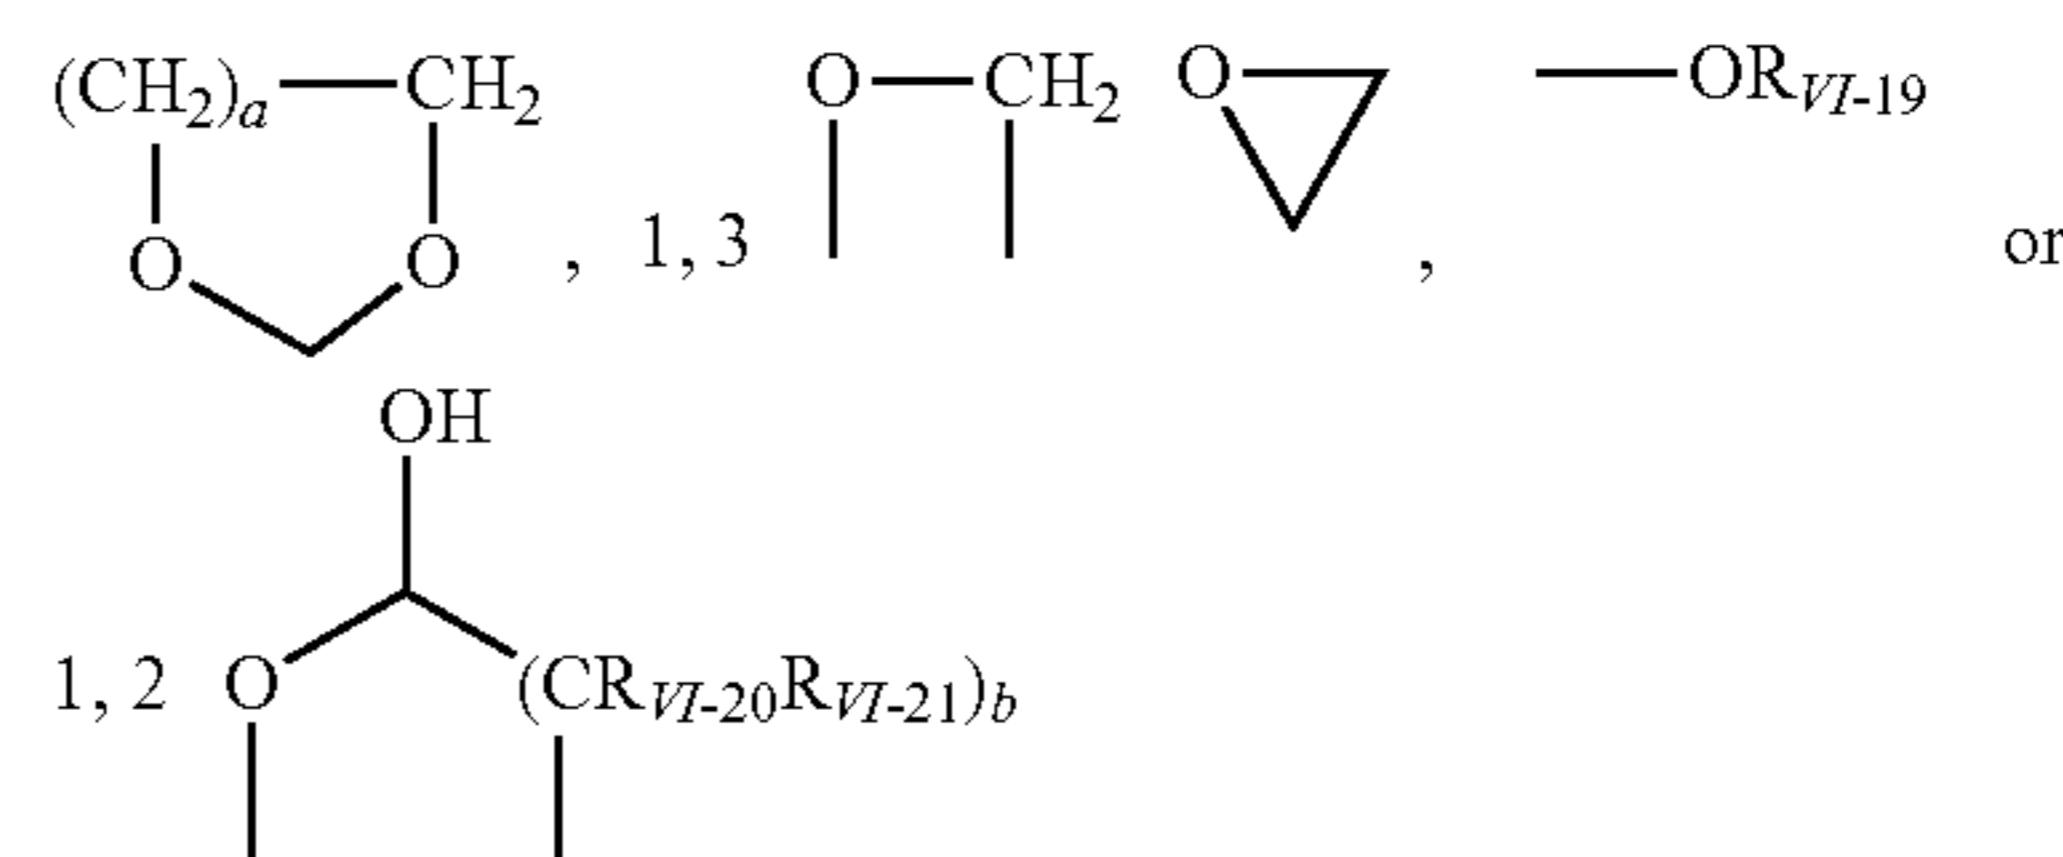 (CH2)a CH2 O CH2 O ORVI-19
O O , 1, 3 , or
OH
1, 2 O (CRVI-20RVI-21)b